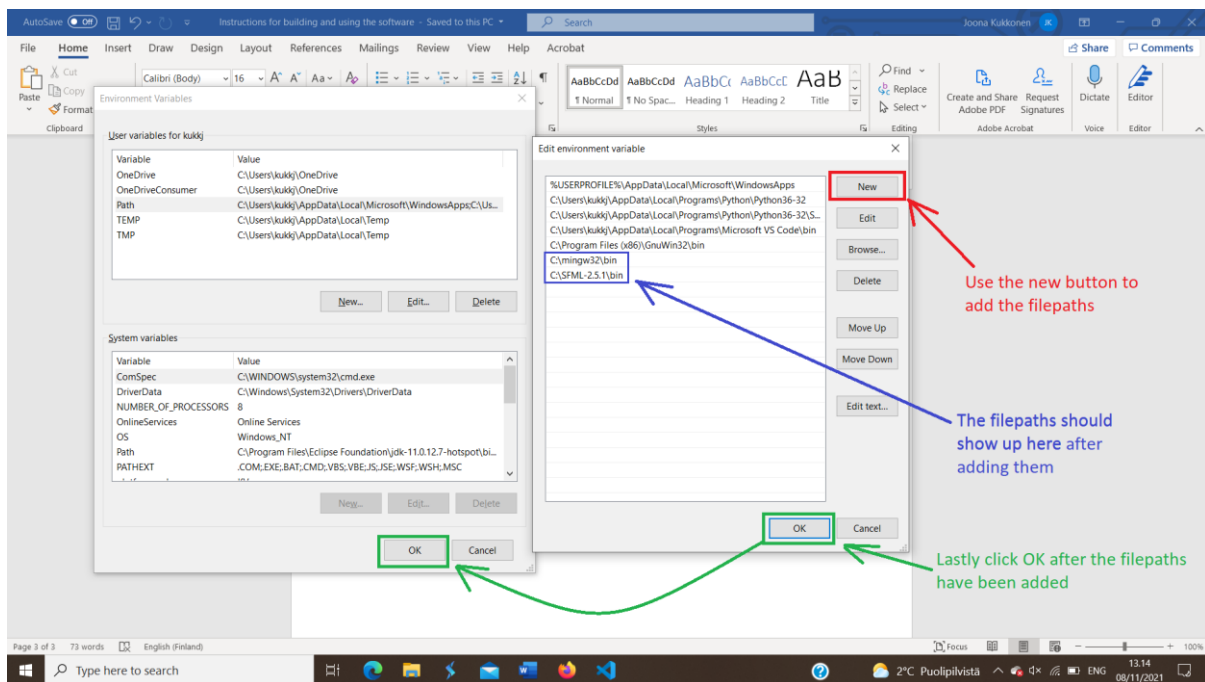 AutoSave Off Instructions for building and using the software - Saved to this PC Search Joona Kukkonen JK
File Home Insert Draw Design Layout References Mailings Review View Help Acrobat Share Comments
Paste Cut Copy Format
Calibri (Body) 16
AaBbCcDd AaBbCcDd AaBbCc AaBbCcC AaB
¶ Normal ¶ No Spac... Heading 1 Heading 2 Title
Find Replace Select
Create and Share Adobe PDF Request Signatures Dictate Editor
Clipboard Styles Editing Adobe Acrobat Voice Editor
Environment Variables
User variables for kukkj
Variable Value
OneDrive C:\Users\kukkj\OneDrive
OneDriveConsumer C:\Users\kukkj\OneDrive
Path C:\Users\kukkj\AppData\Local\Microsoft\WindowsApps;C:\Us...
TEMP C:\Users\kukkj\AppData\Local\Temp
TMP C:\Users\kukkj\AppData\Local\Temp
New... Edit... Delete
System variables
Variable Value
ComSpec C:\WINDOWS\system32\cmd.exe
DriverData C:\Windows\System32\Drivers\DriverData
NUMBER_OF_PROCESSORS 8
OnlineServices Online Services
OS Windows_NT
Path C:\Program Files\Eclipse Foundation\jdk-11.0.12.7-hotspot\bi...
PATHEXT .COM;.EXE;.BAT;.CMD;.VBS;.VBE;.JS;.JSE;.WSF;.WSH;.MSC
New... Edit... Delete
OK Cancel
Edit environment variable
%USERPROFILE%\AppData\Local\Microsoft\WindowsApps
C:\Users\kukkj\AppData\Local\Programs\Python\Python36-32
C:\Users\kukkj\AppData\Local\Programs\Python\Python36-32\S...
C:\Users\kukkj\AppData\Local\Programs\Microsoft VS Code\bin
C:\Program Files (x86)\GnuWin32\bin
C:\mingw32\bin
C:\SFML-2.5.1\bin
New
Edit
Browse...
Delete
Move Up
Move Down
Edit text...
OK Cancel
Use the new button to
add the filepaths
The filepaths should
show up here after
adding them
Lastly click OK after the filepaths
have been added
Page 3 of 3 73 words English (Finland) Focus 100%
Type here to search 2°C Puolipilvistä ENG 13.14
08/11/2021